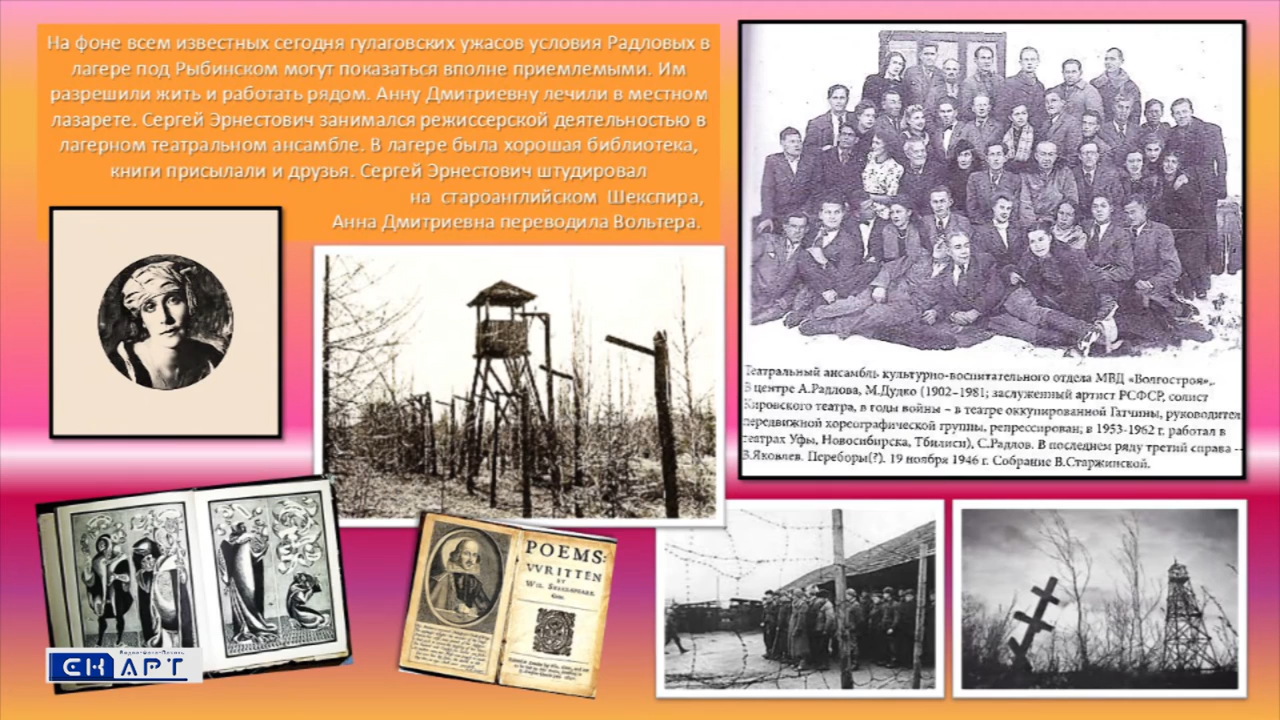 На фоне всем известных сегодня гулаговских ужасов условия Радловых в
лагере под Рыбинском могут показаться вполне приемлемыми. Им
разрешили жить и работать рядом. Анну Дмитриевну лечили в местном
лазарете. Сергей Эрнестович занимался режиссерской деятельностью в
лагерном театральном ансамбле. В лагере была хорошая библиотека,
книги присылали и друзья. Сергей Эрнестович штудировал
на староанглийском Шекспира,
Анна Дмитриевна переводила Вольтера.
Театральный ансамбль культурно-воспитательного отдела МВД «Волгостроя».
В центре А.Радлова, М.Дудко (1902–1981; заслуженный артист РСФСР, солист
Кировского театра, в годы войны – в театре оккупированной Гатчины, руководител
передвижной хореографической группы, репрессирован; в 1953-1962 г. работал в
театрах Уфы, Новосибирска, Тбилиси), С.Радлов. В последнем ряду третий справа --
В.Яковлев. Переборы(?). 19 ноября 1946 г. Собрание В.Старжинской.
POEMS:
VVRITTEN
BY
WIL. SHAKESPEARE.
Gent.
СК АРТ